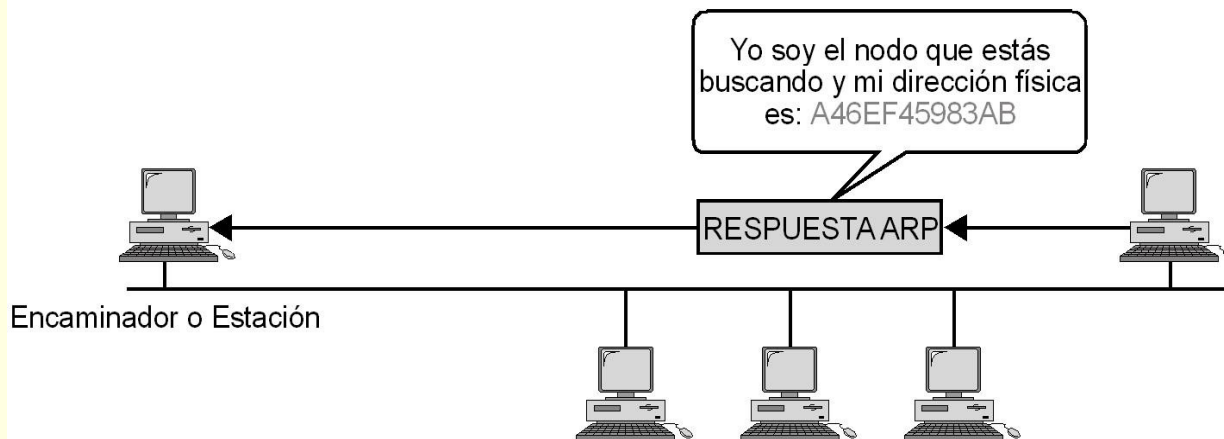 Yo soy el nodo que estás
buscando y mi dirección física
es: A46EF45983AB
RESPUESTA ARP
Encaminador o Estación